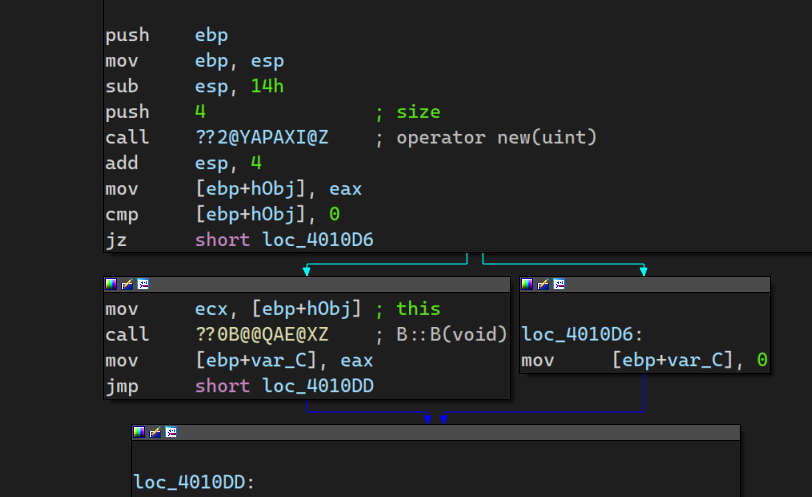 push    ebp
mov     ebp, esp
sub     esp, 14h
push    4               ; size
call    ??2@YAPAXI@Z    ; operator new(uint)
add     esp, 4
mov     [ebp+hObj], eax
cmp     [ebp+hObj], 0
jz      short loc_4010D6
mov     ecx, [ebp+hObj] ; this
call    ??0B@@QAE@XZ    ; B::B(void)
mov     [ebp+var_C], eax
jmp     short loc_4010DD
loc_4010D6:
mov     [ebp+var_C], 0
loc_4010DD: